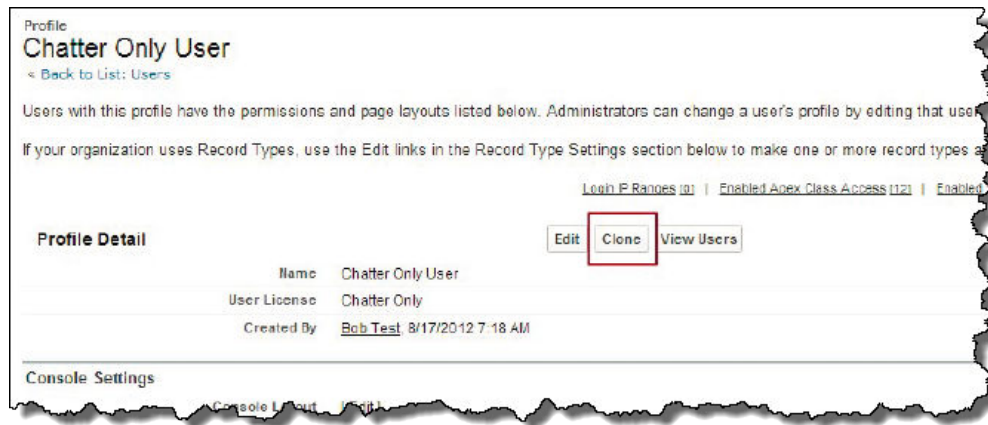 Profile
Chatter Only User
« Back to List: Users
Users with this profile have the permissions and page layouts listed below. Administrators can change a user's profile by editing that user
If your organization uses Record Types, use the Edit links in the Record Type Settings section below to make one or more record types a
Login IP Ranges [0] | Enabled Apex Class Access [12] | Enabled
Profile Detail Edit Clone View Users
Name Chatter Only User
User License Chatter Only
Created By Bob Test, 8/17/2012 7:18 AM
Console Settings
Console Layout [ Edit ]